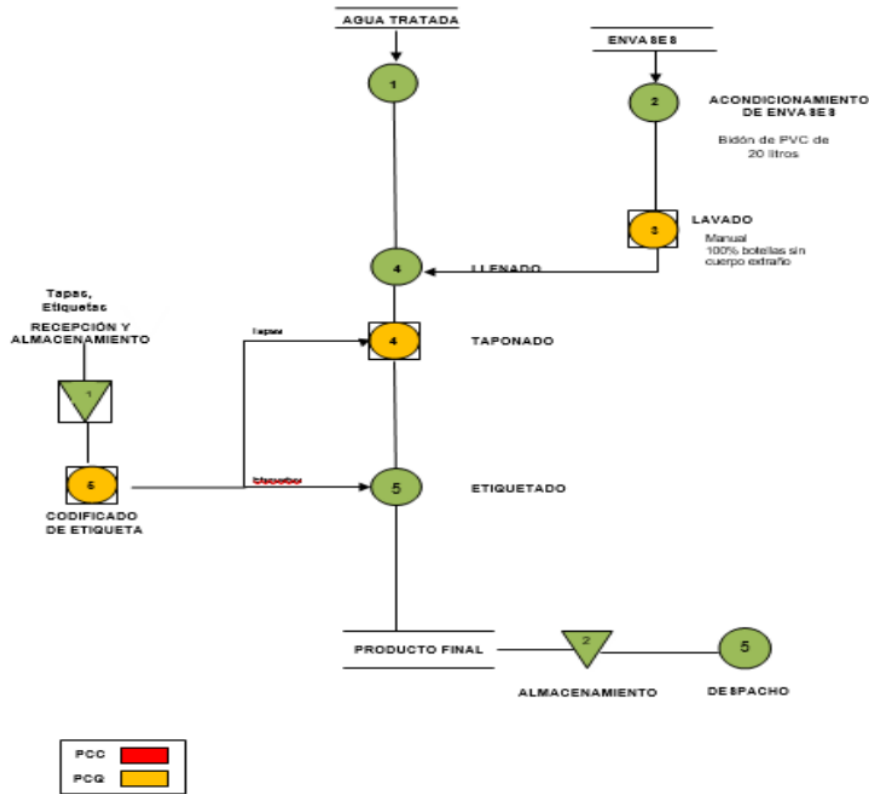 AGUA TRATADA
ENVASES
1
2
ACONDICIONAMIENTO
DE ENVASES
Bidón de PVC de
20 litros
3
LAVADO
Manual
100% botellas sin
cuerpo extraño
4
LLENADO
Tapas,
Etiquetas
RECEPCIÓN Y
ALMACENAMIENTO
Tapas
4
TAPONADO
1
Etiquetas
5
ETIQUETADO
CODIFICADO
DE ETIQUETA
PRODUCTO FINAL
2
5
ALMACENAMIENTO
DESPACHO
PCC
PCQ